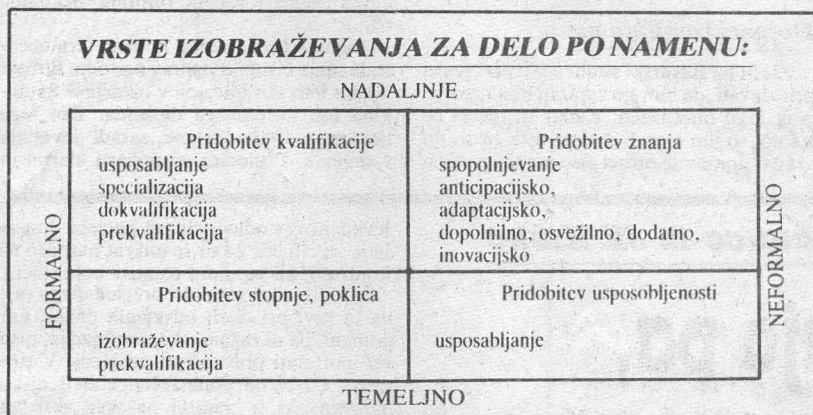 VRSTE IZOBRAŽEVANJA ZA DELO PO NAMENU:
NADALJNJE
FORMALNO
Pridobitev kvalifikacije
usposabljanje
specializacija
dokvalifikacija
prekvalifikacija
Pridobitev znanja
spopolnjevanje
anticipacijsko,
adaptacijsko,
dopolnilno, osvežilno, dodatno,
inovacijsko
NEFORMALNO
Pridobitev stopnje, poklica
izobraževanje
prekvalifikacija
Pridobitev usposobljenosti
usposabljanje
TEMELJNO